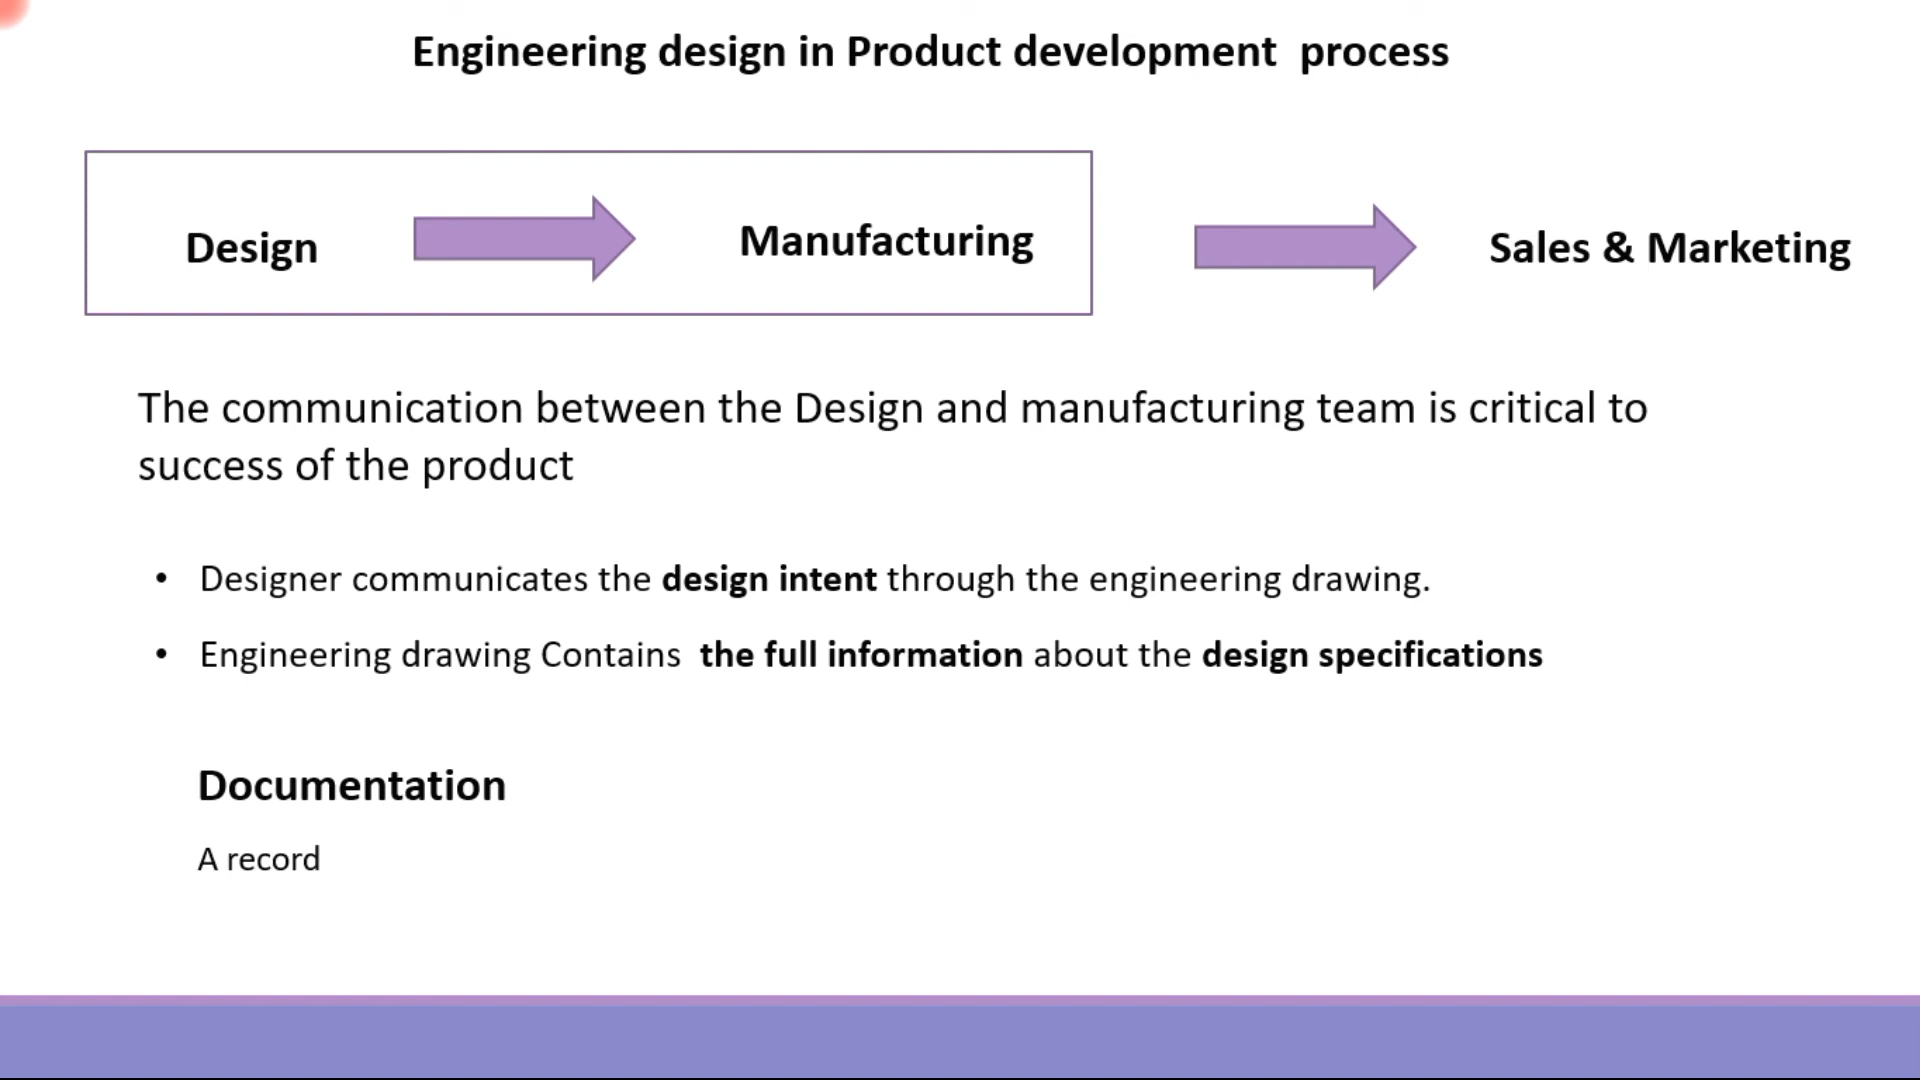 Engineering design in Product development  process
Design
Manufacturing
Sales & Marketing
The communication between the Design and manufacturing team is critical to
success of the product
• Designer communicates the design intent through the engineering drawing.
• Engineering drawing Contains  the full information about the design specifications
Documentation
A record